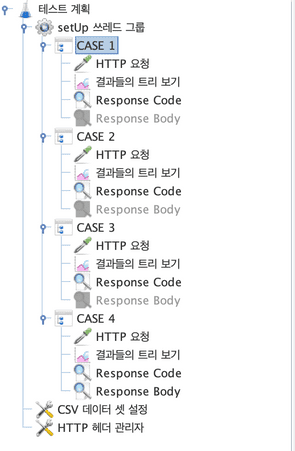 테스트 계획
setUp 쓰레드 그룹
CASE 1
HTTP 요청
결과들의 트리 보기
Response Code
Response Body
CASE 2
HTTP 요청
결과들의 트리 보기
Response Code
Response Body
CASE 3
HTTP 요청
결과들의 트리 보기
Response Code
Response Body
CASE 4
HTTP 요청
결과들의 트리 보기
Response Code
Response Body
CSV 데이터 셋 설정
HTTP 헤더 관리자